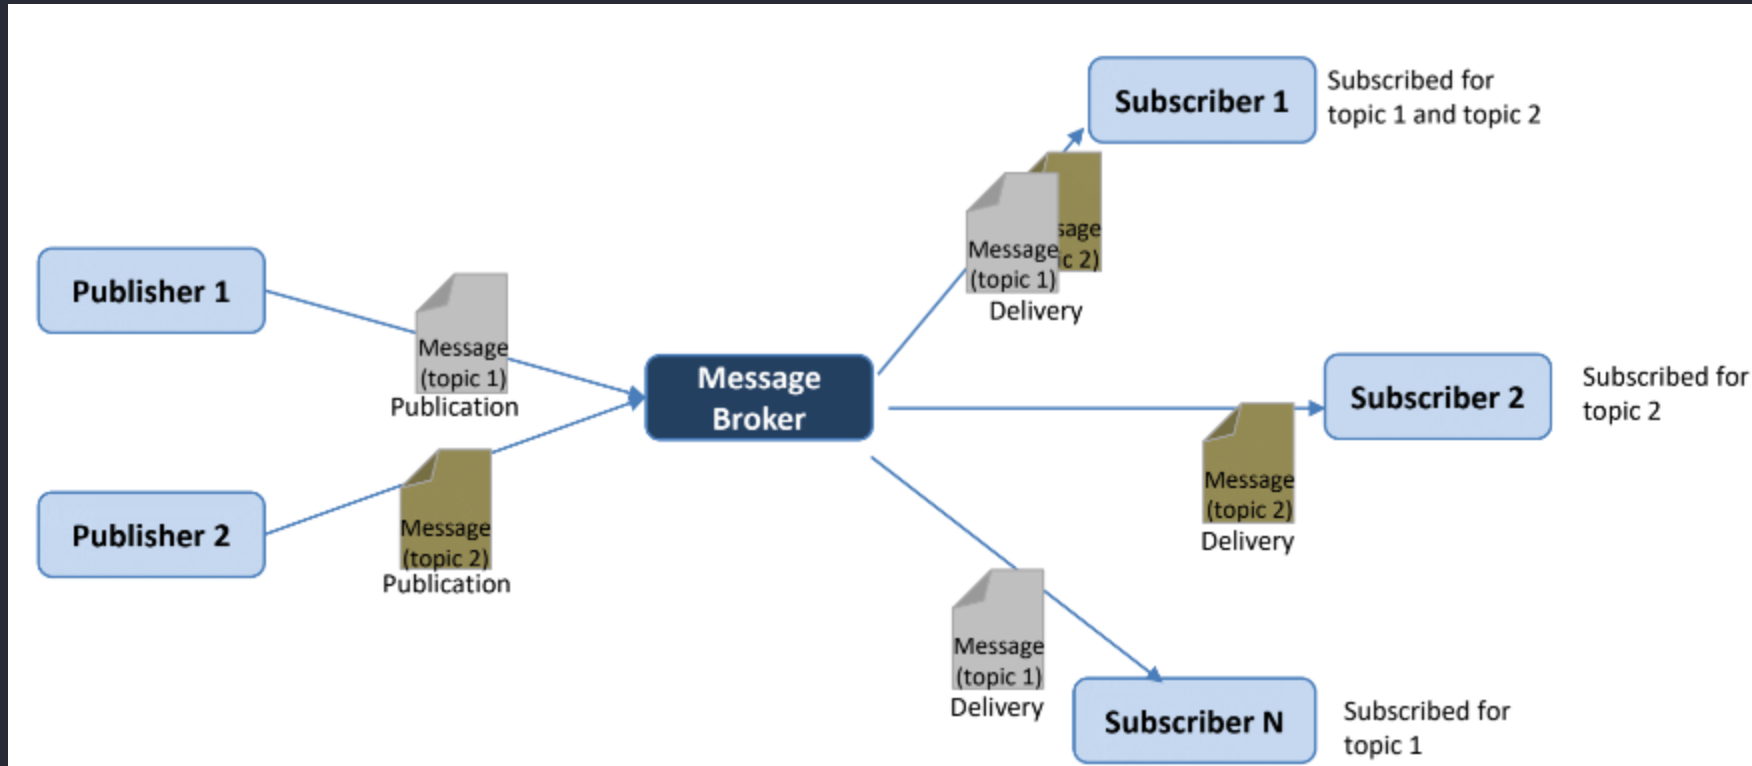 Subscriber 1
Subscribed for
topic 1 and topic 2
sage
c 2)
Message
(topic 1)
Delivery
Publisher 1
Message
(topic 1)
Publication
Message
Broker
Subscriber 2
Subscribed for
topic 2
Message
(topic 2)
Delivery
Publisher 2
Message
(topic 2)
Publication
Message
(topic 1)
Delivery
Subscriber N
Subscribed for
topic 1